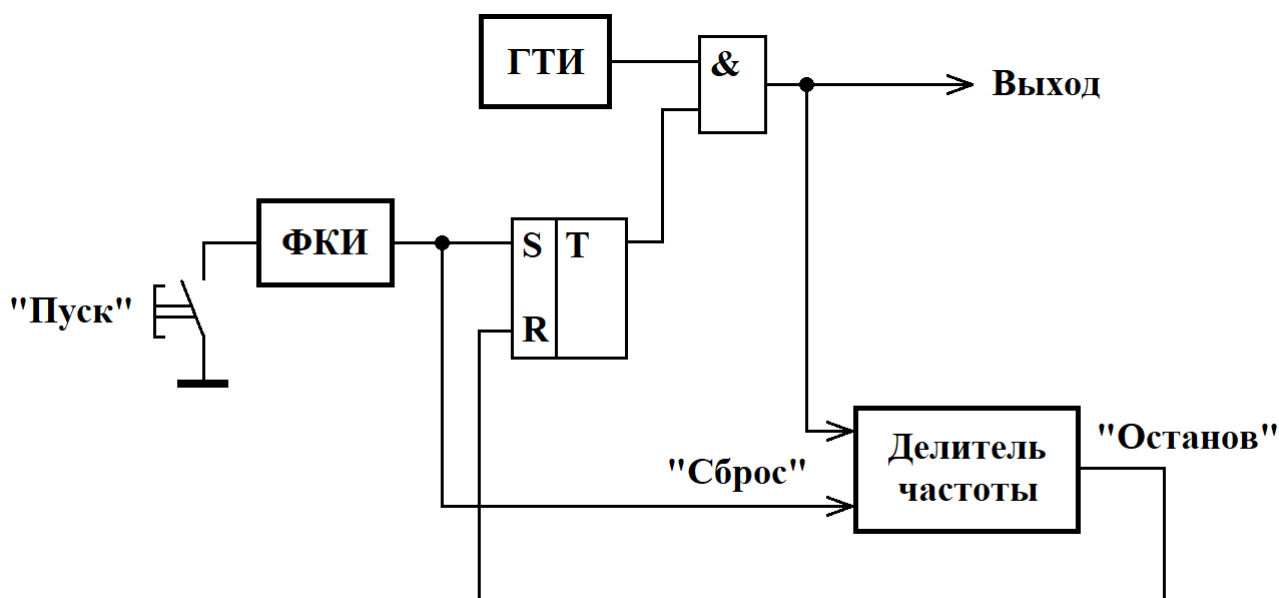 ГТИ
&
Выход
ФКИ
S T
"Пуск"
R
Делитель
частоты
"Останов"
"Сброс"